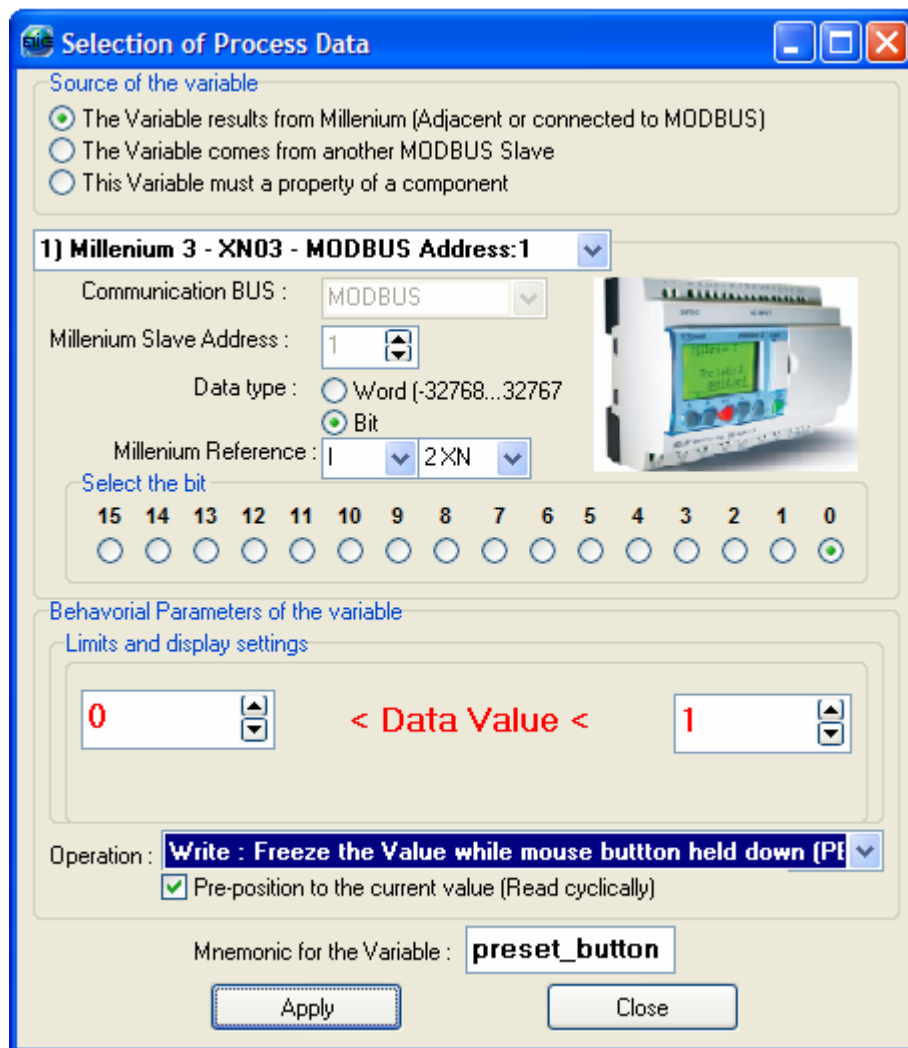 Selection of Process Data
Source of the variable
The Variable results from Millenium (Adjacent or connected to MODBUS)
The Variable comes from another MODBUS Slave
This Variable must a property of a component
1) Millenium 3 - XN03 - MODBUS Address:1
Communication BUS : MODBUS
Millenium Slave Address : 1
Data type : Word (-32768...32767
Bit
Millenium Reference : I 2XN
Select the bit
15 14 13 12 11 10 9 8 7 6 5 4 3 2 1 0
Behavorial Parameters of the variable
Limits and display settings
0 < Data Value < 1
Operation : Write : Freeze the Value while mouse buttton held down (PE
Pre-position to the current value (Read cyclically)
Mnemonic for the Variable : preset_button
Apply Close